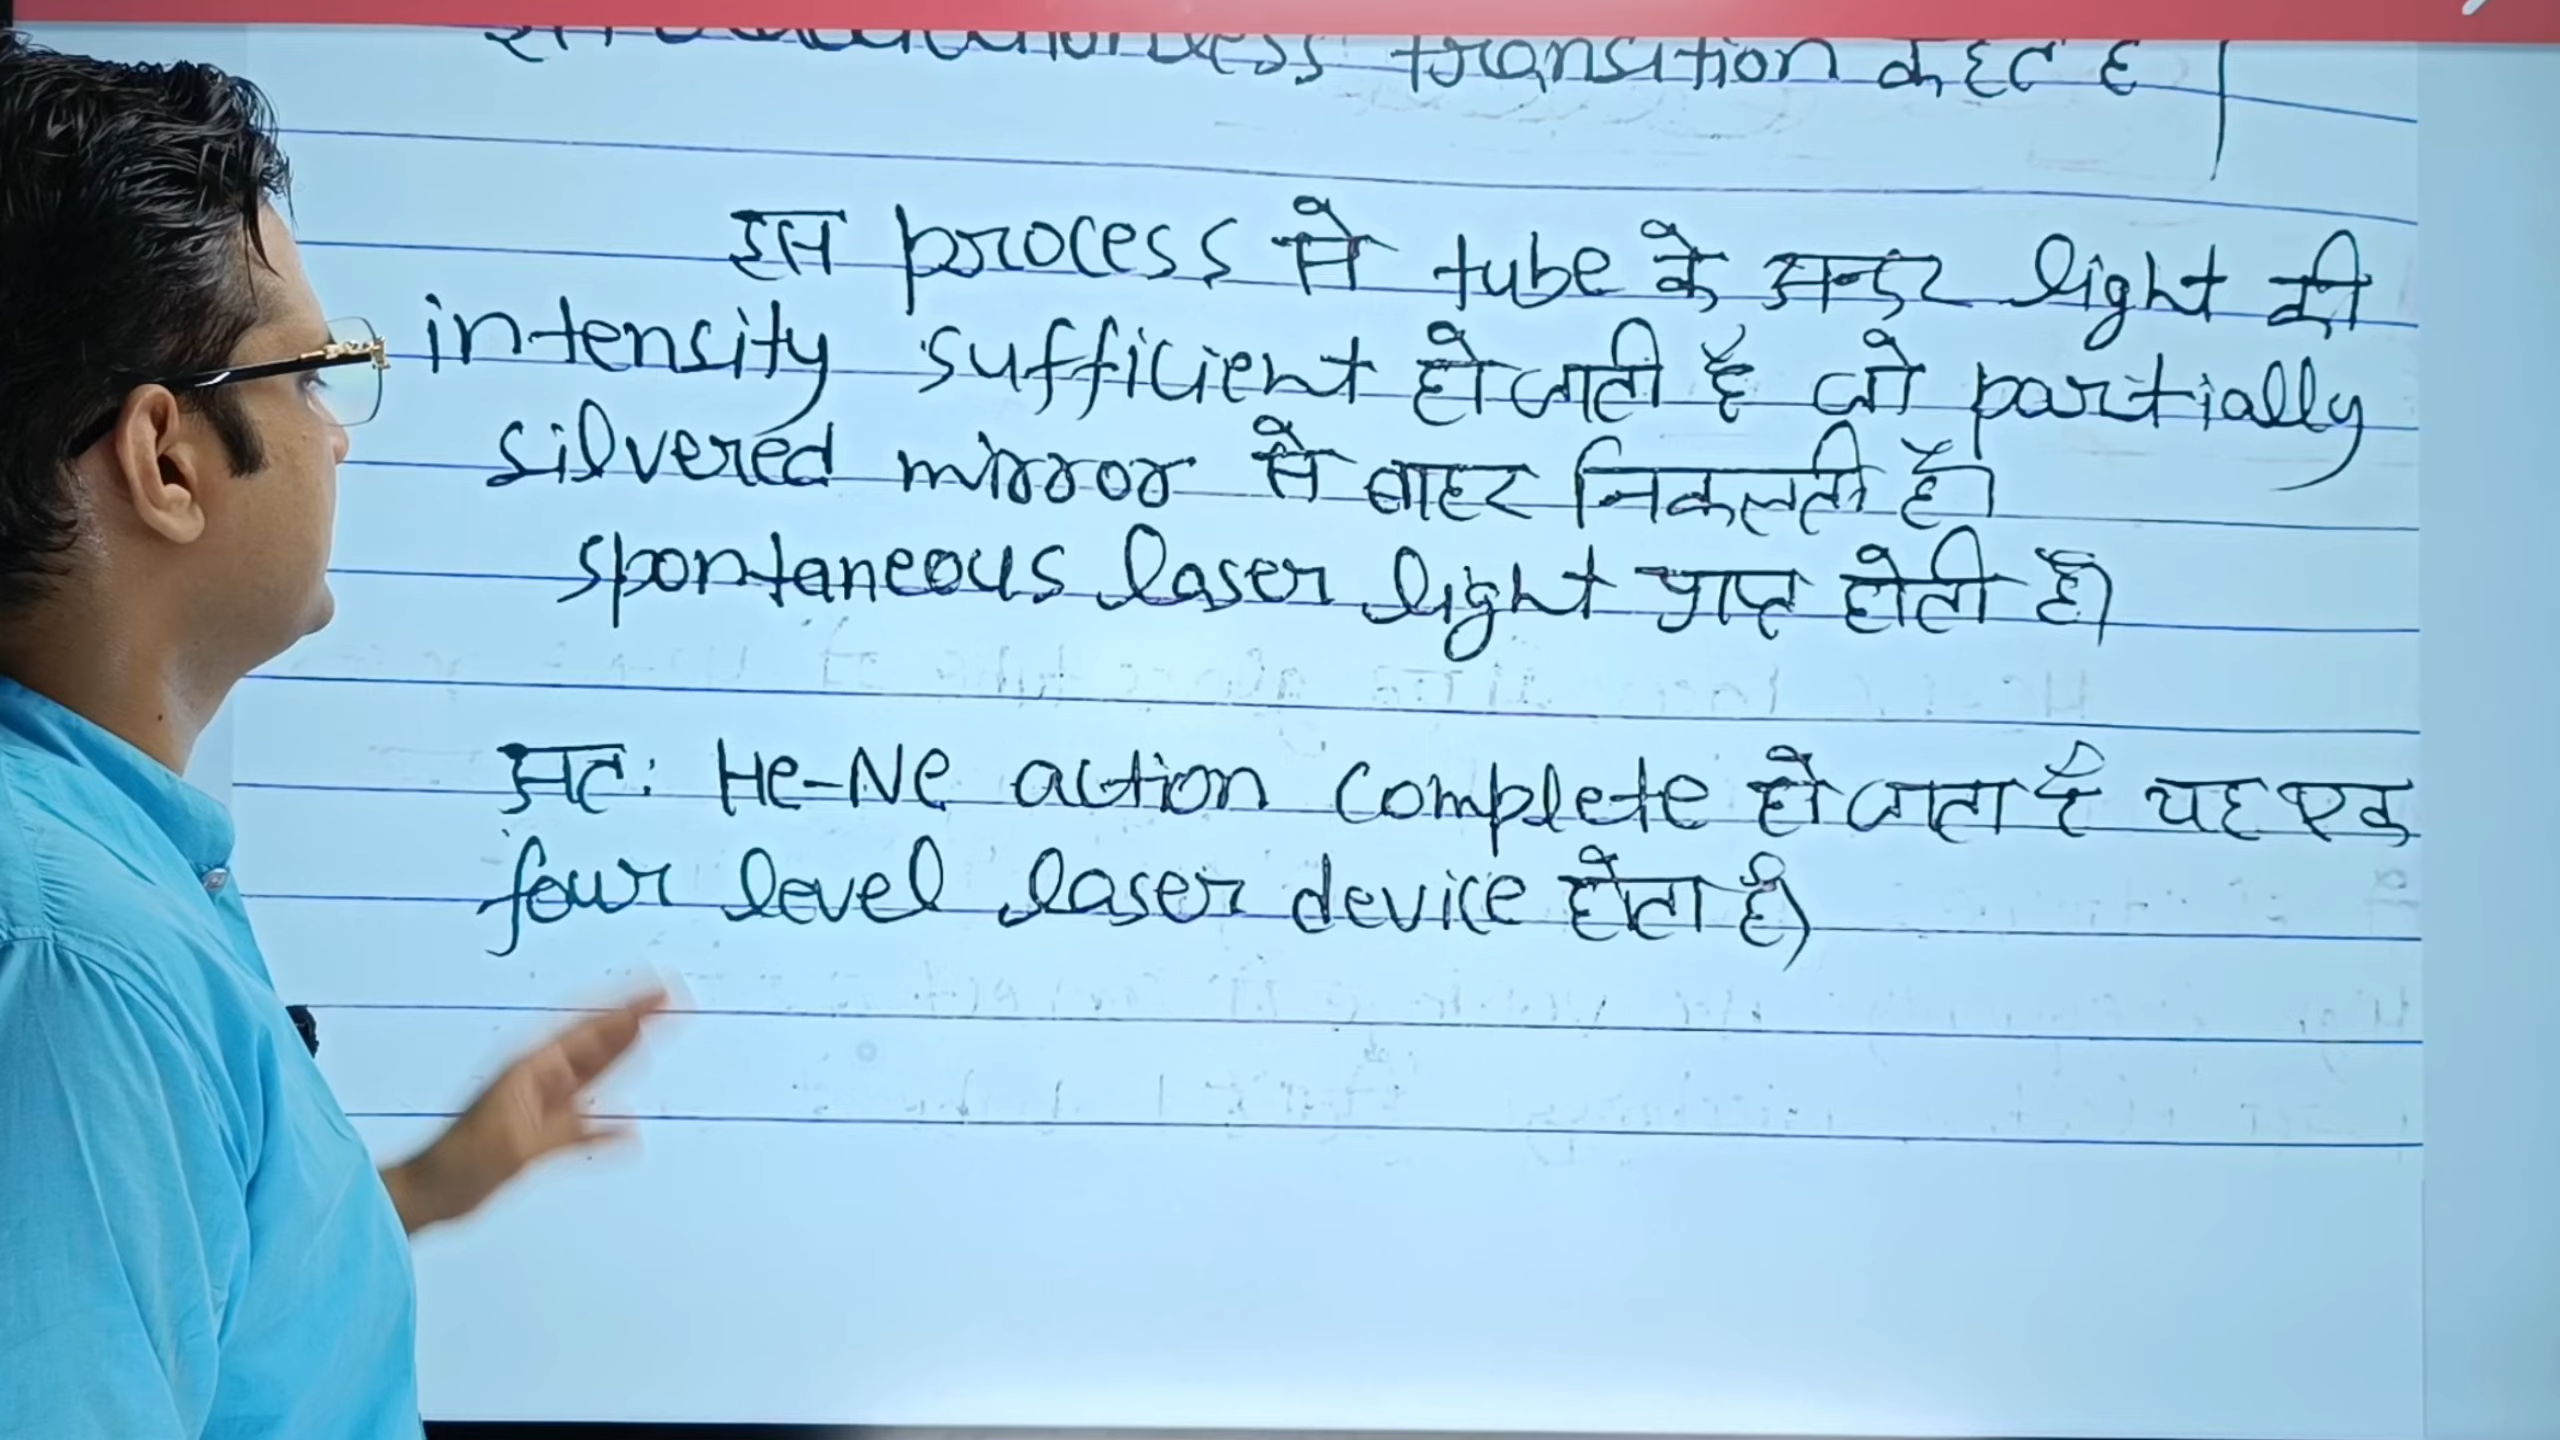 transition कहते है |
इस process से tube के अन्दर light की
intensity sufficient हो जाती है जो partially
silvered mirror से बाहर निकलती है।
spontaneous laser light प्राप्त होती है।
अतः He-Ne action complete हो जाता है यह एक
four level laser device होता है।